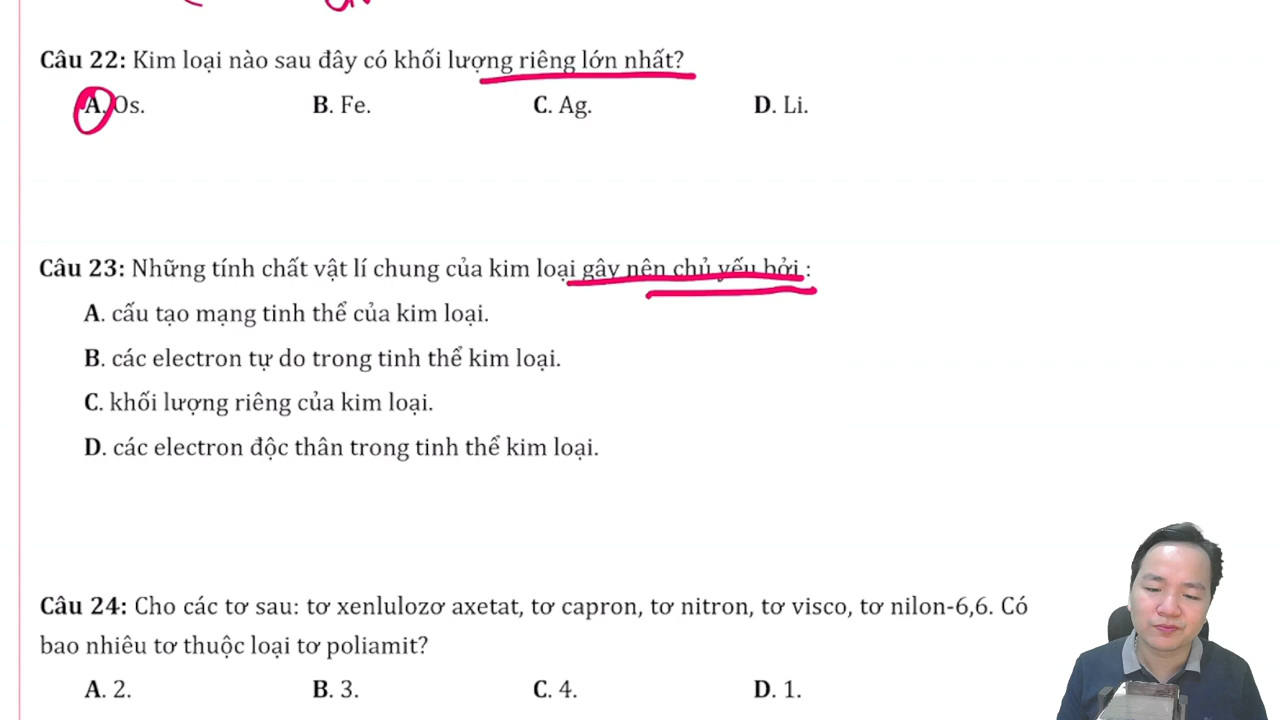 Câu 22: Kim loại nào sau đây có khối lượng riêng lớn nhất?
A. Os. B. Fe. C. Ag. D. Li.
Câu 23: Những tính chất vật lí chung của kim loại gây nên chủ yếu bởi :
A. cấu tạo mạng tinh thể của kim loại.
B. các electron tự do trong tinh thể kim loại.
C. khối lượng riêng của kim loại.
D. các electron độc thân trong tinh thể kim loại.
Câu 24: Cho các tơ sau: tơ xenlulozơ axetat, tơ capron, tơ nitron, tơ visco, tơ nilon-6,6. Có
bao nhiêu tơ thuộc loại tơ poliamit?
A. 2. B. 3. C. 4. D. 1.